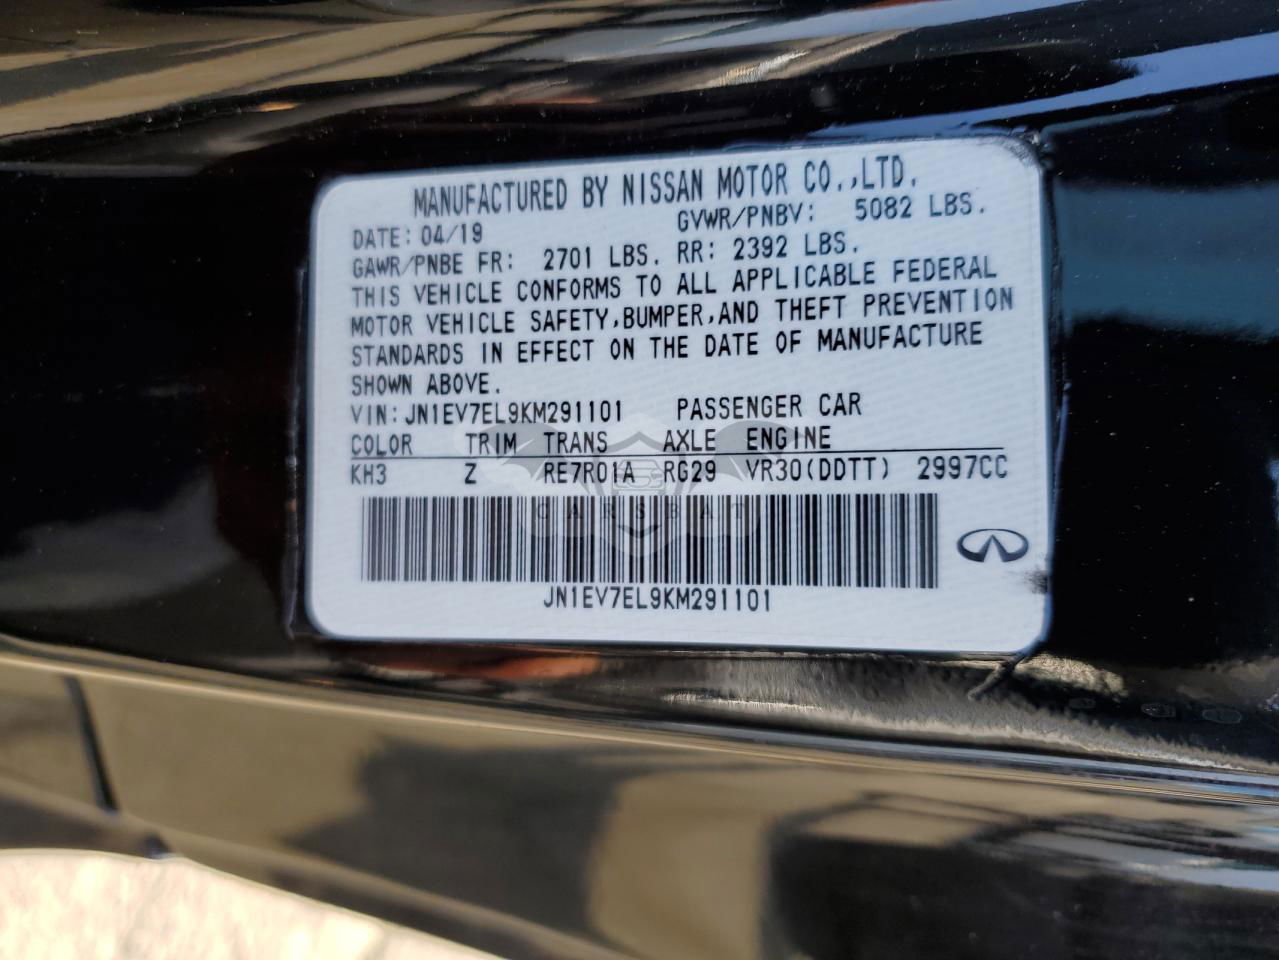 MANUFACTURED BY NISSAN MOTOR CO.,LTD.
DATE: 04/19 GVWR/PNBV: 5082 LBS.
GAWR/PNBE FR: 2701 LBS. RR: 2392 LBS.
THIS VEHICLE CONFORMS TO ALL APPLICABLE FEDERAL
MOTOR VEHICLE SAFETY,BUMPER,AND THEFT PREVENTION
STANDARDS IN EFFECT ON THE DATE OF MANUFACTURE
SHOWN ABOVE.
VIN: JN1EV7EL9KM291101 PASSENGER CAR
COLOR TRIM TRANS AXLE ENGINE
KH3 Z RE7R01A RG29 VR30(DDTT) 2997CC
CARSBAT
JN1EV7EL9KM291101